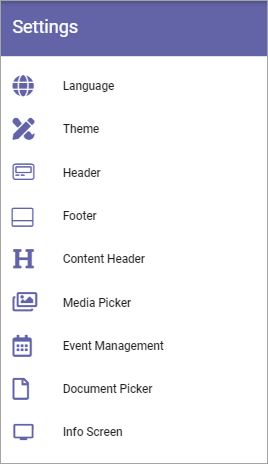 Settings
Language
Theme
Header
Footer
Content Header
Media Picker
Event Management
Document Picker
Info Screen